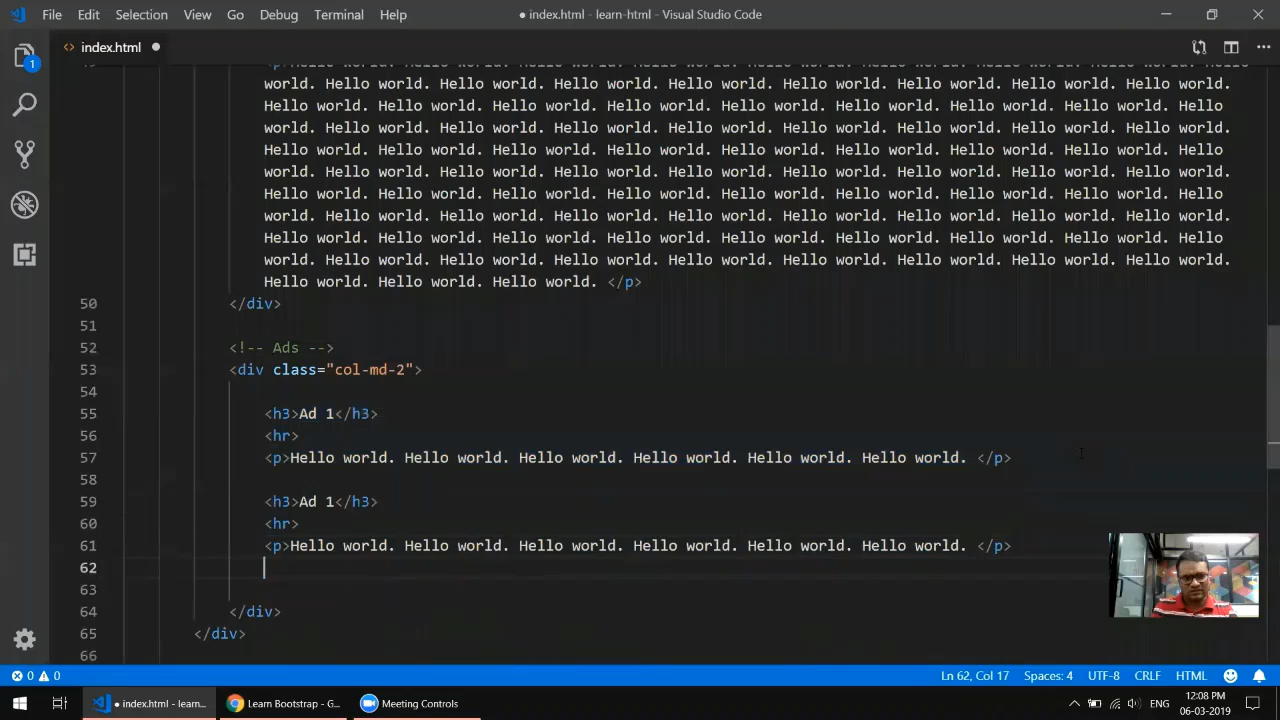 File Edit Selection View Go Debug Terminal Help
● index.html - learn-html - Visual Studio Code
<> index.html ●
world. Hello world. Hello world. Hello world. Hello world. Hello world. Hello world. Hello world. Hello world.
Hello world. Hello world. Hello world. Hello world. Hello world. Hello world. Hello world. Hello world. Hello
world. Hello world. Hello world. Hello world. Hello world. Hello world. Hello world. Hello world. Hello world.
Hello world. Hello world. Hello world. Hello world. Hello world. Hello world. Hello world. Hello world. Hello
world. Hello world. Hello world. Hello world. Hello world. Hello world. Hello world. Hello world. Hello world.
Hello world. Hello world. Hello world. Hello world. Hello world. Hello world. Hello world. Hello world. Hello
world. Hello world. Hello world. Hello world. Hello world. Hello world. Hello world. Hello world. Hello world.
Hello world. Hello world. Hello world. Hello world. Hello world. Hello world. Hello world. Hello world. Hello
world. Hello world. Hello world. Hello world. Hello world. Hello world. Hello world. Hello world. Hello world.
Hello world. Hello world. Hello world. </p>
50 </div>
51
52 <!-- Ads -->
53 <div class="col-md-2">
54
55 <h3>Ad 1</h3>
56 <hr>
57 <p>Hello world. Hello world. Hello world. Hello world. Hello world. Hello world. </p>
58
59 <h3>Ad 1</h3>
60 <hr>
61 <p>Hello world. Hello world. Hello world. Hello world. Hello world. Hello world. </p>
62
63
64 </div>
65 </div>
66
0 0 Ln 62, Col 17 Spaces: 4 UTF-8 CRLF HTML
● index.html - learn-... Learn Bootstrap - G... Meeting Controls ENG 12:08 PM
06-03-2019